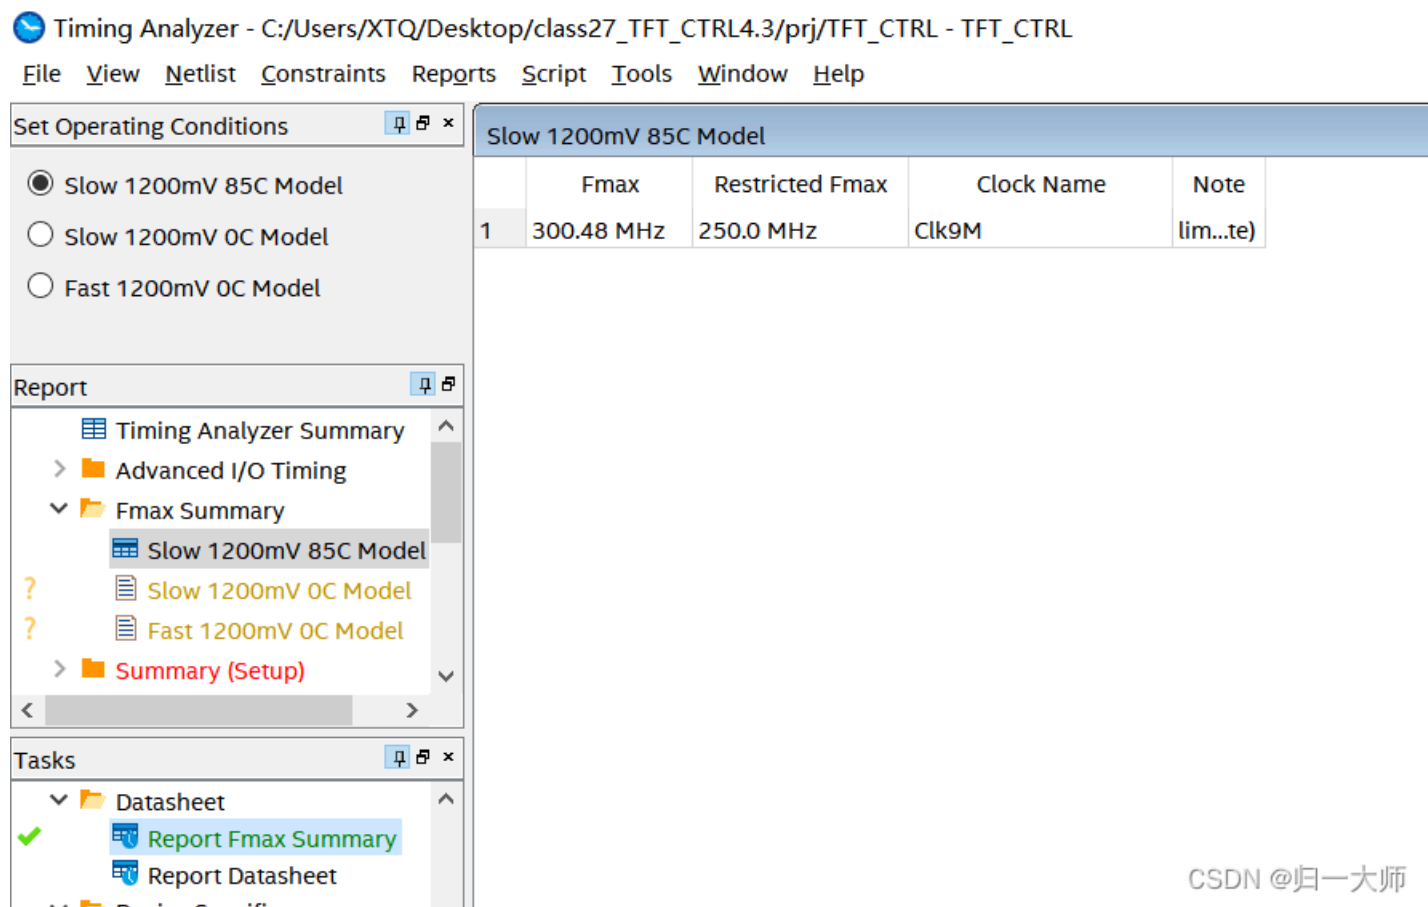 Timing Analyzer - C:/Users/XTQ/Desktop/class27_TFT_CTRL4.3/prj/TFT_CTRL - TFT_CTRL
File View Netlist Constraints Reports Script Tools Window Help
Set Operating Conditions
Slow 1200mV 85C Model
Slow 1200mV 0C Model
Fast 1200mV 0C Model
Report
Timing Analyzer Summary
Advanced I/O Timing
Fmax Summary
Slow 1200mV 85C Model
? Slow 1200mV 0C Model
? Fast 1200mV 0C Model
Summary (Setup)
Tasks
Datasheet
Report Fmax Summary
Report Datasheet
Slow 1200mV 85C Model
Fmax Restricted Fmax Clock Name Note
1 300.48 MHz 250.0 MHz Clk9M lim...te)
CSDN @归一大师